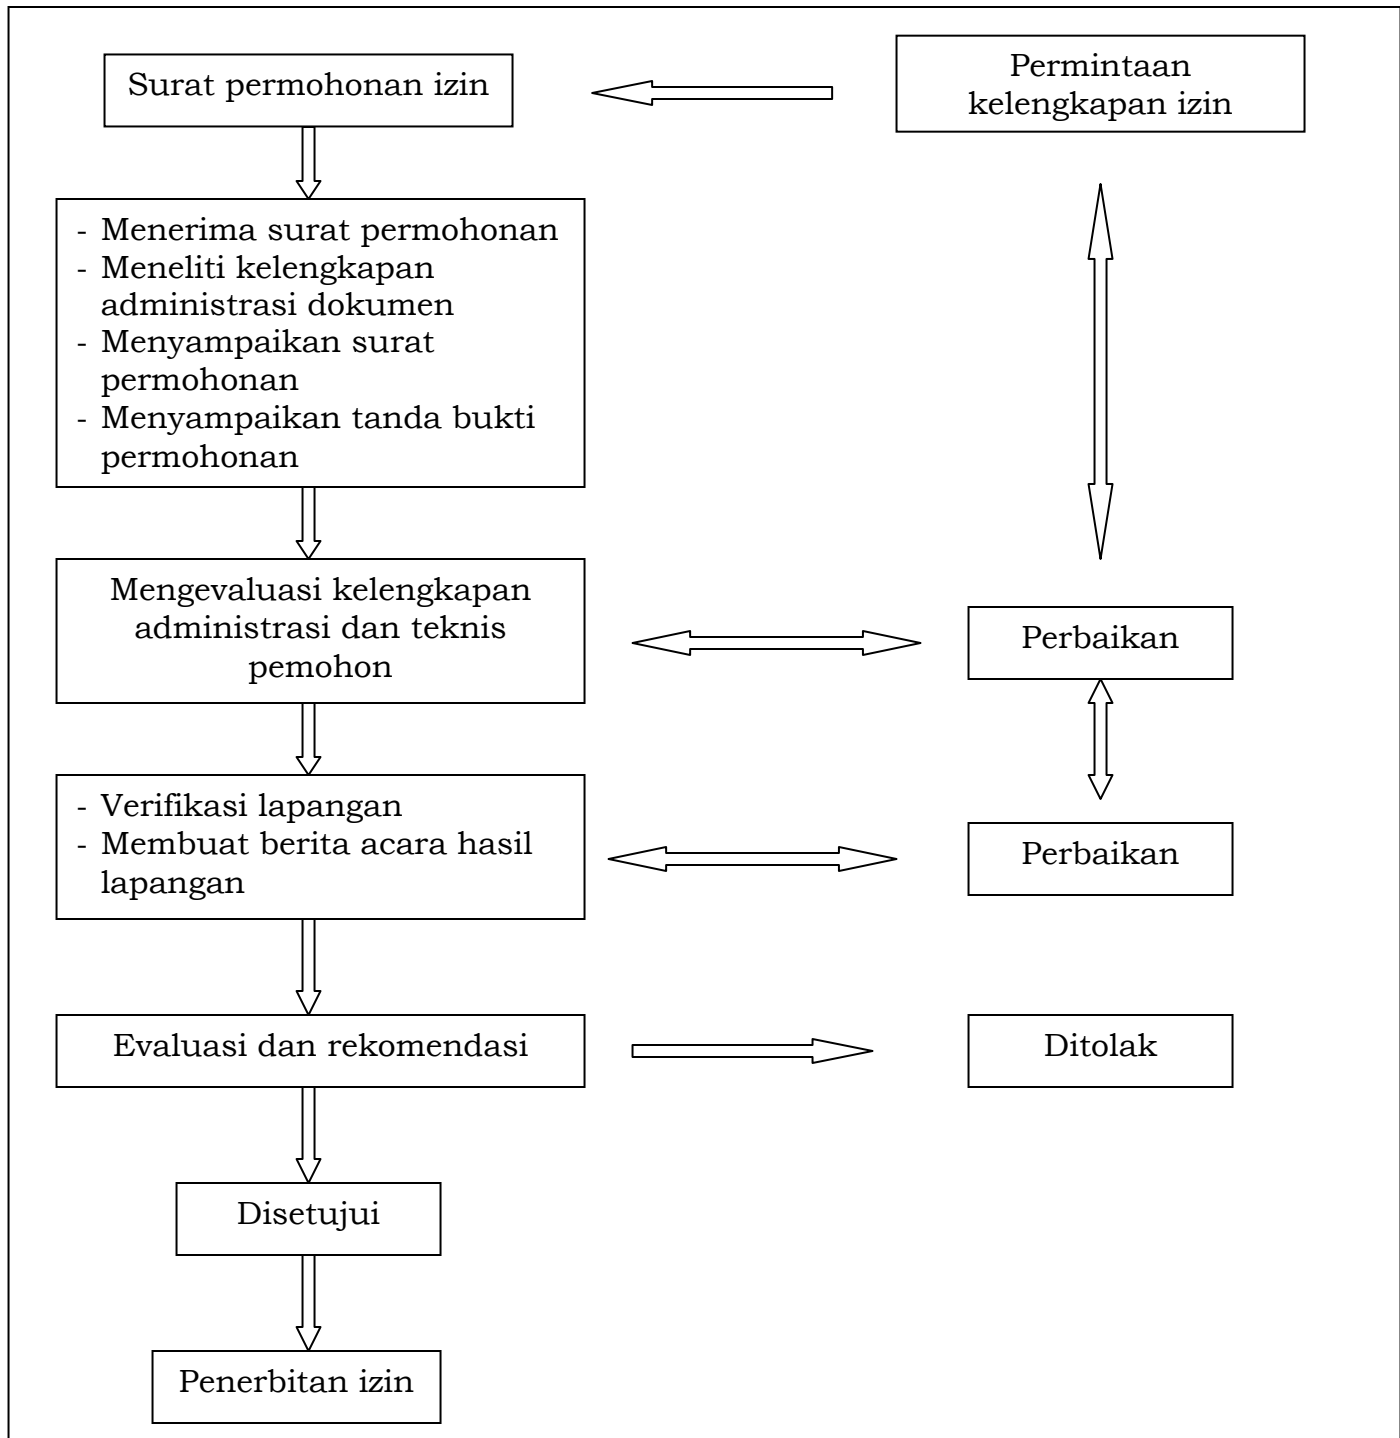 Surat permohonan izin
Permintaan
kelengkapan izin
- Menerima surat permohonan
- Meneliti kelengkapan
administrasi dokumen
- Menyampaikan surat
permohonan
- Menyampaikan tanda bukti
permohonan
Mengevaluasi kelengkapan
administrasi dan teknis
pemohon
Perbaikan
- Verifikasi lapangan
- Membuat berita acara hasil
lapangan
Perbaikan
Evaluasi dan rekomendasi
Ditolak
Disetujui
Penerbitan izin